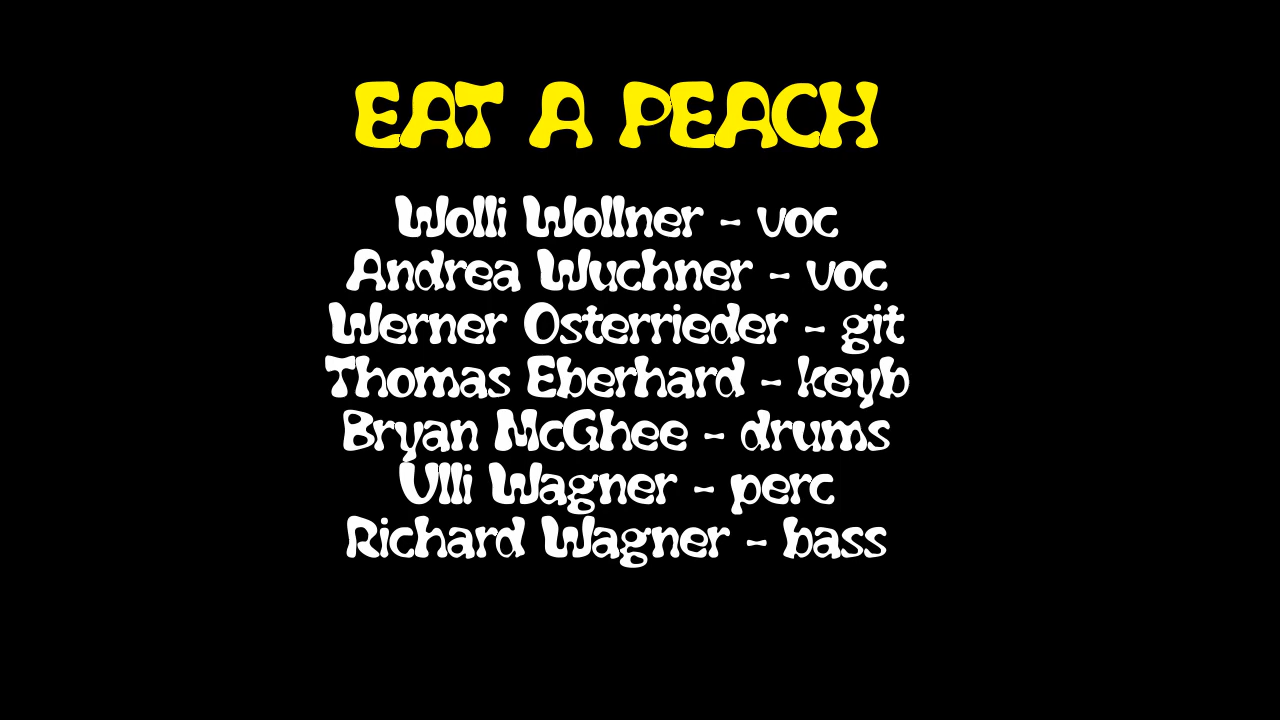 EAT A PEACH
Wolli Wollner - voc
Andrea Wuchner - voc
Werner Osterrieder - git
Thomas Eberhard - keyb
Bryan McGhee - drums
Ulli Wagner - perc
Richard Wagner - bass